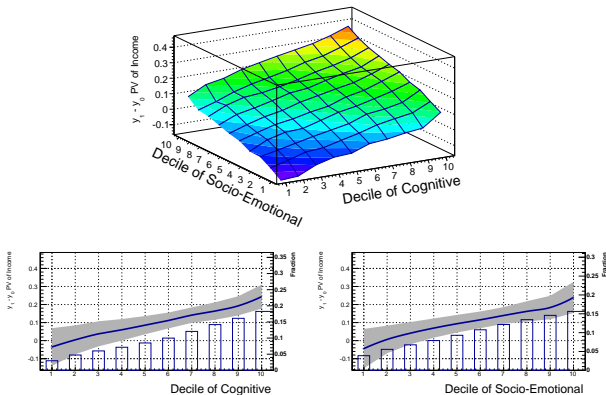 y1 - y0 PV of Income
0.4
0.3
0.2
0.1
0
-0.1
10 9 8 7 6 5 4 3 2 1
Decile of Socio-Emotional
1 2 3 4 5 6 7 8 9 10
Decile of Cognitive
y1 - y0 PV of Income
0.4
0.3
0.2
0.1
0
-0.1
1 2 3 4 5 6 7 8 9 10
Decile of Cognitive
Fraction
0.35
0.3
0.25
0.2
0.15
0.1
0.05
0
y1 - y0 PV of Income
0.4
0.3
0.2
0.1
0
-0.1
1 2 3 4 5 6 7 8 9 10
Decile of Socio-Emotional
Fraction
0.3
0.25
0.2
0.15
0.1
0.05
0